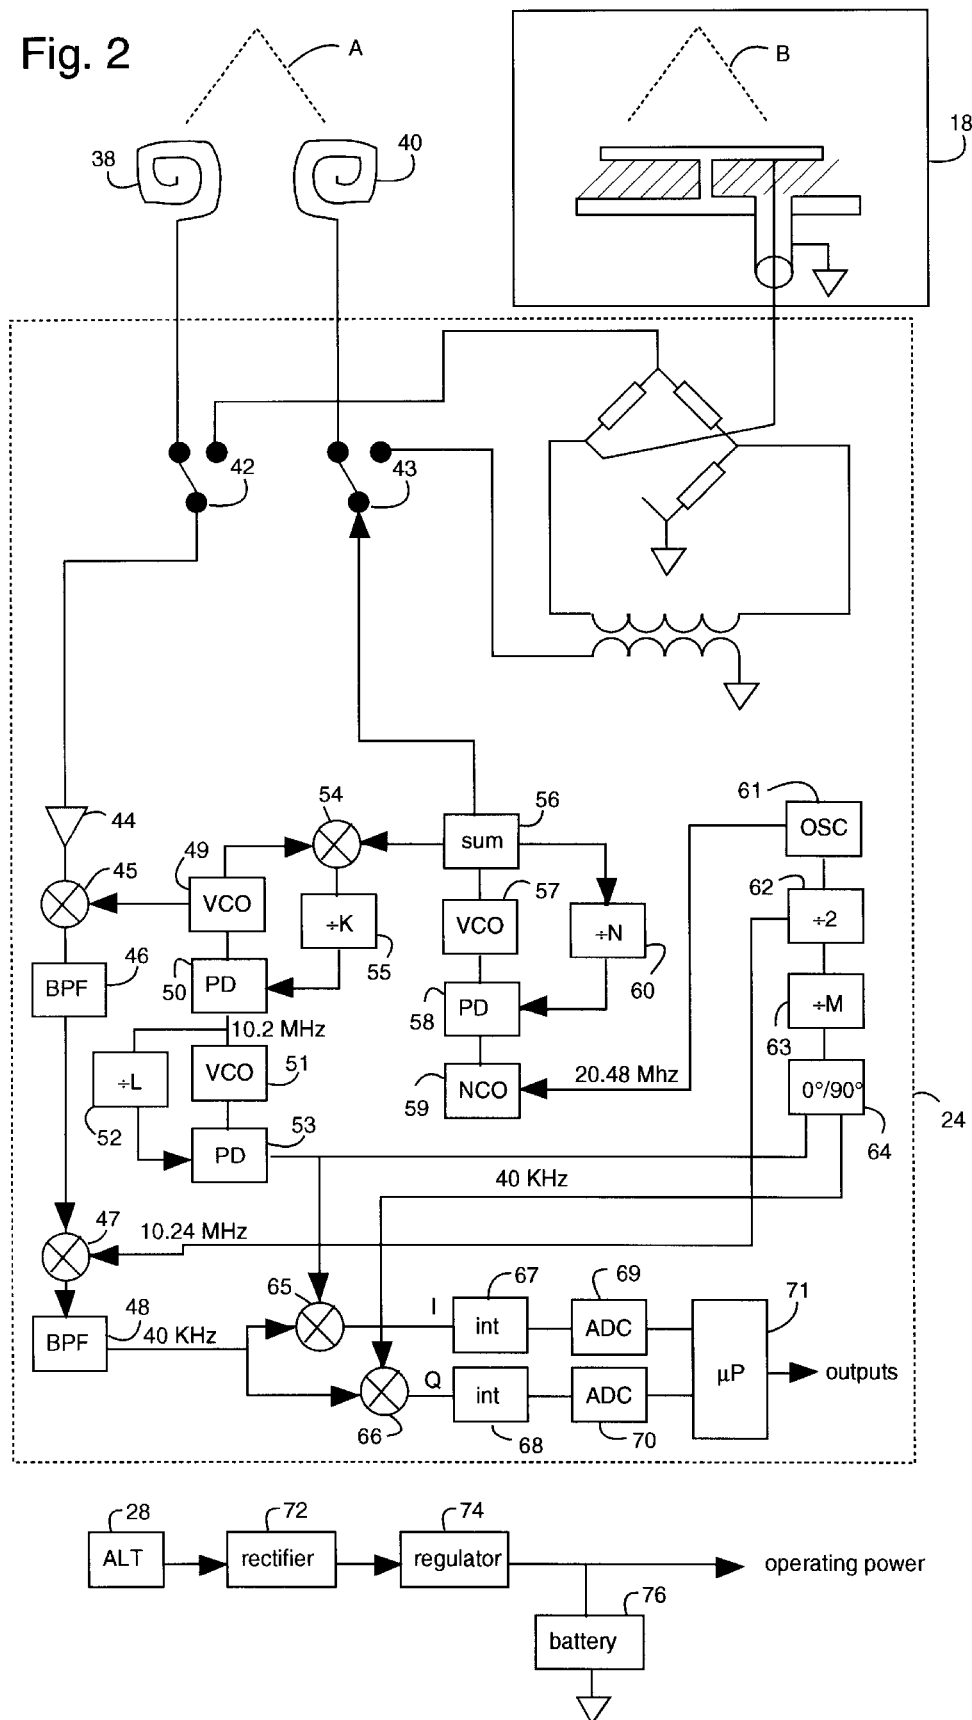 Fig. 2
A
B
18
38
40
42
43
44
54
56
61
sum
OSC
45
49
57
62
VCO
÷K
VCO
÷N
÷2
46
50
55
60
BPF
PD
58
PD
÷M
10.2 MHz
63
51
÷L
VCO
59
NCO
20.48 Mhz
0°/90°
52
53
24
PD
64
40 KHz
47
10.24 MHz
65
67
69
71
48
I
BPF
40 KHz
int
ADC
µP
outputs
Q
int
ADC
66
68
70
28
72
74
ALT
rectifier
regulator
operating power
76
battery